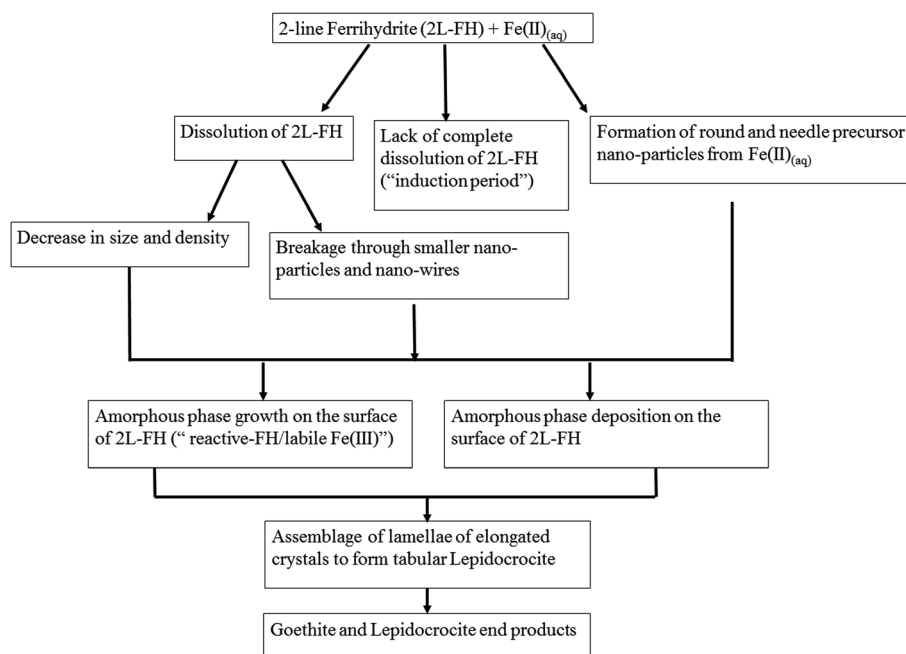 2-line Ferrihydrite (2L-FH) + Fe(II)(aq)
Dissolution of 2L-FH
Lack of complete
dissolution of 2L-FH
(“induction period”)
Formation of round and needle precursor
nano-particles from Fe(II)(aq)
Decrease in size and density
Breakage through smaller nano-
particles and nano-wires
Amorphous phase growth on the surface
of 2L-FH (“ reactive-FH/labile Fe(III)”)
Amorphous phase deposition on the
surface of 2L-FH
Assemblage of lamellae of elongated
crystals to form tabular Lepidocrocite
Goethite and Lepidocrocite end products